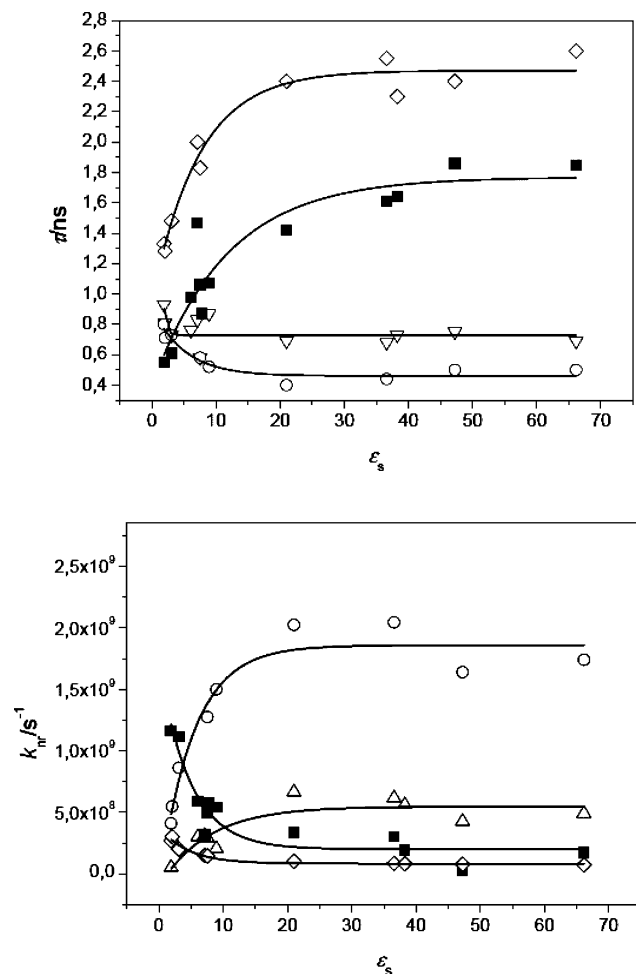 2,8
2,6
2,4
2,2
2,0
1,8
1,6
1,4
1,2
1,0
0,8
0,6
0,4
τ/ns
0 10 20 30 40 50 60 70
εs
2,5x10⁹
2,0x10⁹
1,5x10⁹
1,0x10⁹
5,0x10⁸
0,0
knr/s⁻¹
0 10 20 30 40 50 60 70
εs